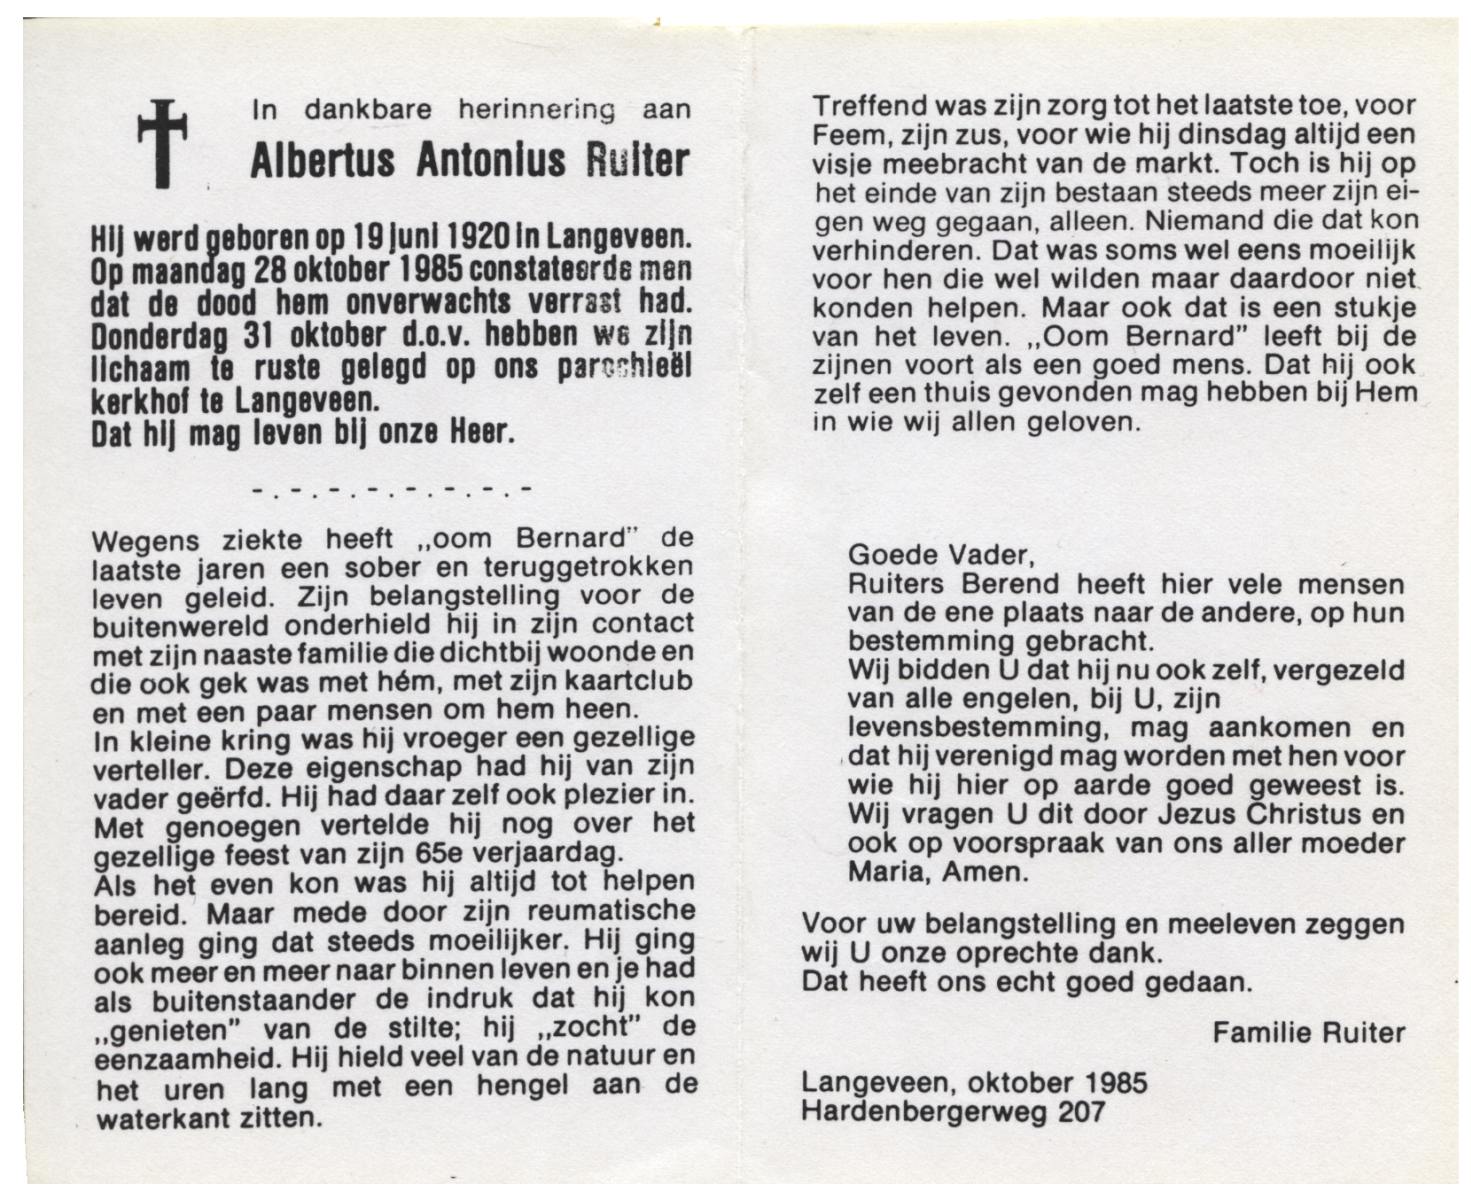 In dankbare herinnering aan
Albertus Antonius Ruiter
Hij werd geboren op 19 juni 1920 in Langeveen.
Op maandag 28 oktober 1985 constateerde men
dat de dood hem onverwachts verrast had.
Donderdag 31 oktober d.o.v. hebben we zijn
lichaam te ruste gelegd op ons parochieël
kerkhof te Langeveen.
Dat hij mag leven bij onze Heer.
-.-.-.-.-.-.-.-
Wegens ziekte heeft „oom Bernard” de
laatste jaren een sober en teruggetrokken
leven geleid. Zijn belangstelling voor de
buitenwereld onderhield hij in zijn contact
met zijn naaste familie die dichtbij woonde en
die ook gek was met hém, met zijn kaartclub
en met een paar mensen om hem heen.
In kleine kring was hij vroeger een gezellige
verteller. Deze eigenschap had hij van zijn
vader geërfd. Hij had daar zelf ook plezier in.
Met genoegen vertelde hij nog over het
gezellige feest van zijn 65e verjaardag.
Als het even kon was hij altijd tot helpen
bereid. Maar mede door zijn reumatische
aanleg ging dat steeds moeilijker. Hij ging
ook meer en meer naar binnen leven en je had
als buitenstaander de indruk dat hij kon
„genieten” van de stilte; hij „zocht” de
eenzaamheid. Hij hield veel van de natuur en
het uren lang met een hengel aan de
waterkant zitten.
Treffend was zijn zorg tot het laatste toe, voor
Feem, zijn zus, voor wie hij dinsdag altijd een
visje meebracht van de markt. Toch is hij op
het einde van zijn bestaan steeds meer zijn ei-
gen weg gegaan, alleen. Niemand die dat kon
verhinderen. Dat was soms wel eens moeilijk
voor hen die wel wilden maar daardoor niet
konden helpen. Maar ook dat is een stukje
van het leven. „Oom Bernard” leeft bij de
zijnen voort als een goed mens. Dat hij ook
zelf een thuis gevonden mag hebben bij Hem
in wie wij allen geloven.
Goede Vader,
Ruiters Berend heeft hier vele mensen
van de ene plaats naar de andere, op hun
bestemming gebracht.
Wij bidden U dat hij nu ook zelf, vergezeld
van alle engelen, bij U, zijn
levensbestemming, mag aankomen en
dat hij verenigd mag worden met hen voor
wie hij hier op aarde goed geweest is.
Wij vragen U dit door Jezus Christus en
ook op voorspraak van ons aller moeder
Maria, Amen.
Voor uw belangstelling en meeleven zeggen
wij U onze oprechte dank.
Dat heeft ons echt goed gedaan.
Familie Ruiter
Langeveen, oktober 1985
Hardenbergerweg 207